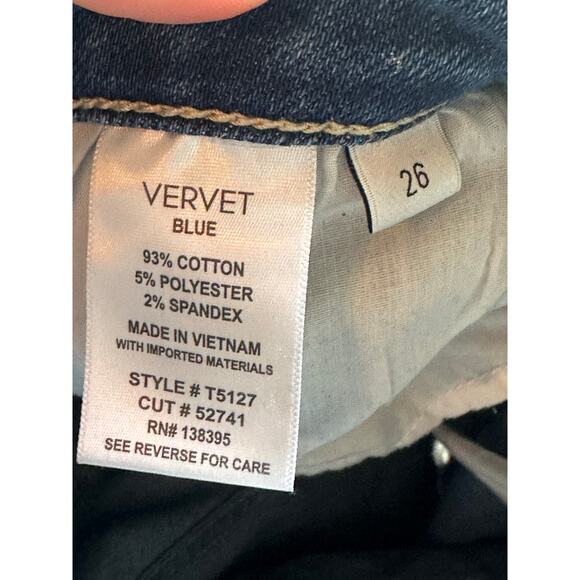 VERVET
BLUE
93% COTTON
5% POLYESTER
2% SPANDEX
MADE IN VIETNAM
WITH IMPORTED MATERIALS
STYLE # T5127
CUT # 52741
RN# 138395
SEE REVERSE FOR CARE
26